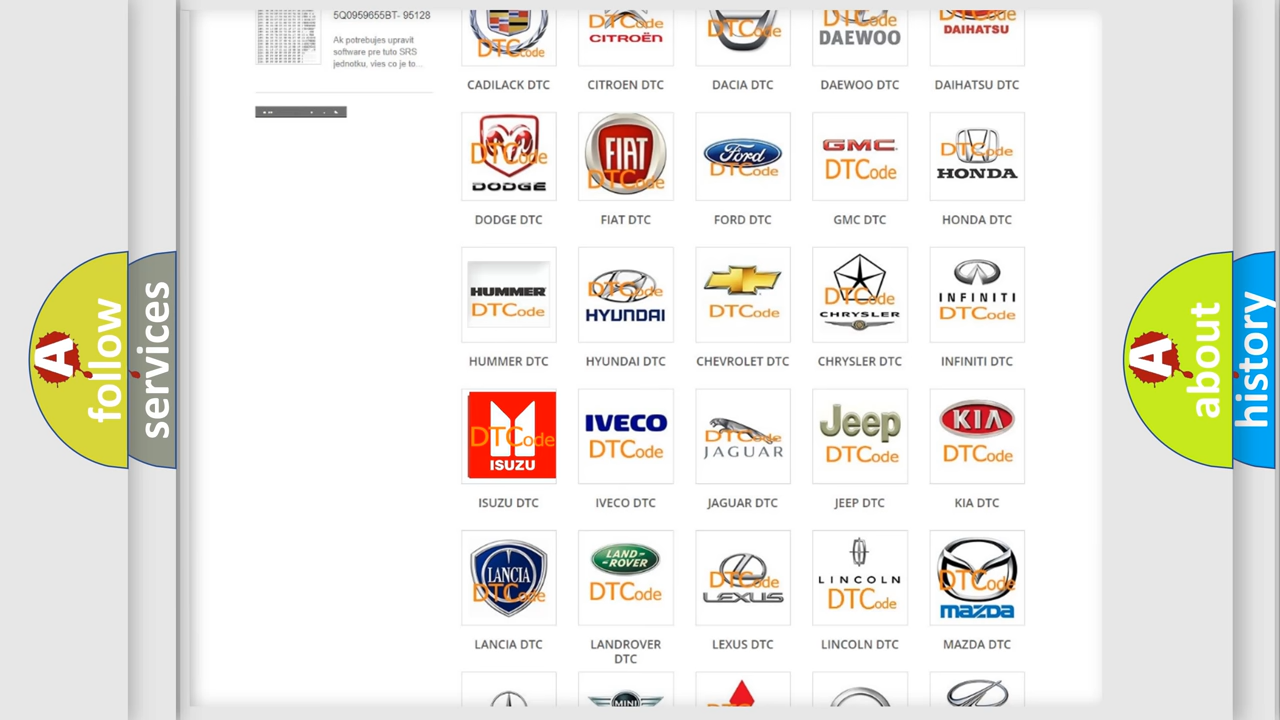 5Q0959655BT- 95128
Ak potrebujes upravit
software pre tuto SRS
jednotku, vies co je to...
DTCode
DTCode
CITROËN
DTCode
DTCode
DAEWOO
DTCode
DAIHATSU
CADILACK DTC
CITROEN DTC
DACIA DTC
DAEWOO DTC
DAIHATSU DTC
DTCode
DODGE
FIAT
DTCode
Ford
DTCode
GMC
DTCode
DTCode
HONDA
DODGE DTC
FIAT DTC
FORD DTC
GMC DTC
HONDA DTC
HUMMER
DTCode
DTCode
HYUNDAI
DTCode
DTCode
CHRYSLER
INFINITI
DTCode
HUMMER DTC
HYUNDAI DTC
CHEVROLET DTC
CHRYSLER DTC
INFINITI DTC
DTCode
ISUZU
IVECO
DTCode
DTCode
JAGUAR
Jeep
DTCode
KIA
DTCode
ISUZU DTC
IVECO DTC
JAGUAR DTC
JEEP DTC
KIA DTC
LANCIA
DTCode
LAND-
ROVER
DTCode
DTCode
LEXUS
LINCOLN
DTCode
DTCode
mazda
LANCIA DTC
LANDROVER
DTC
LEXUS DTC
LINCOLN DTC
MAZDA DTC
MINI
A
follow
services
A
about
history